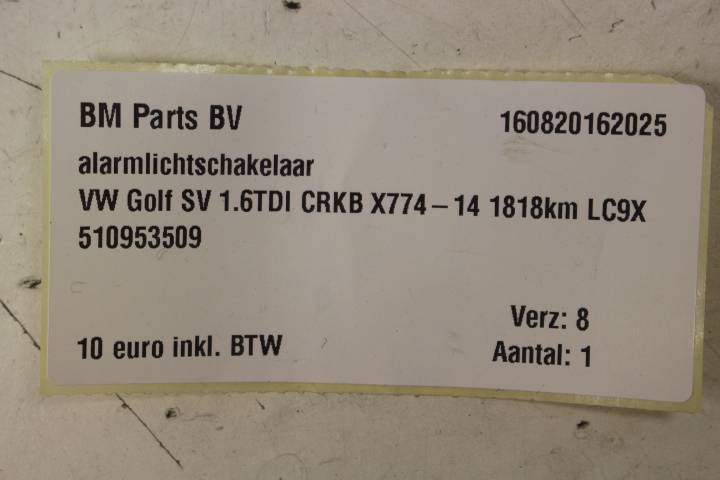 BM Parts BV 160820162025
alarmlichtschakelaar
VW Golf SV 1.6TDI CRKB X774-14 1818km LC9X
510953509
Verz: 8
10 euro inkl. BTW Aantal: 1